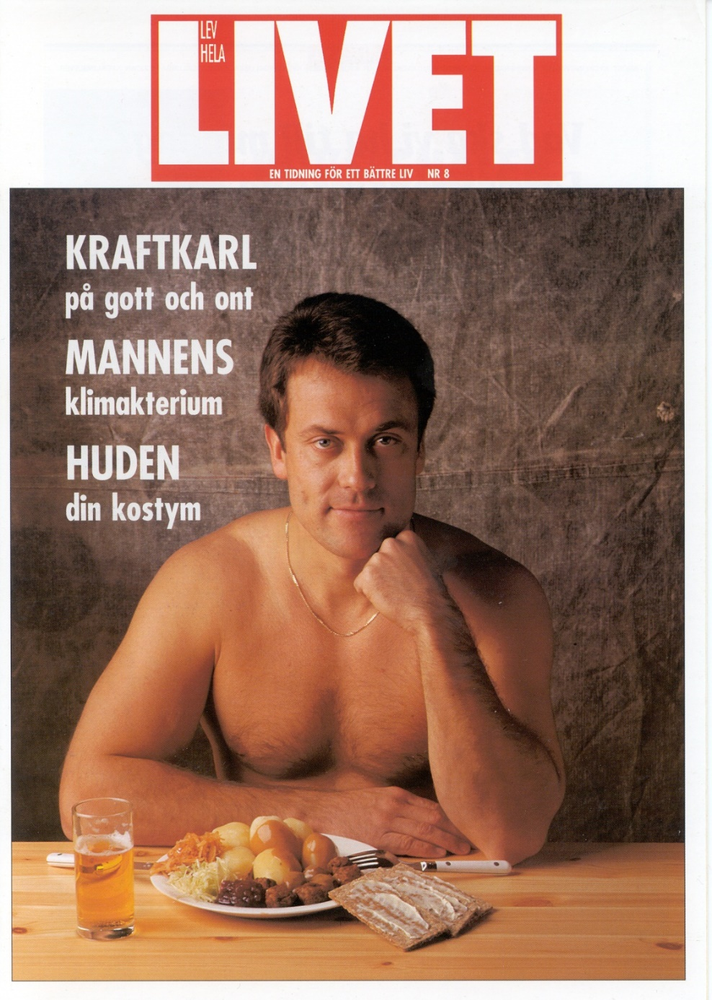 LEV
HELA
LIVET
EN TIDNING FÖR ETT BÄTTRE LIV NR 8
KRAFTKARL
på gott och ont
MANNENS
klimakterium
HUDEN
din kostym